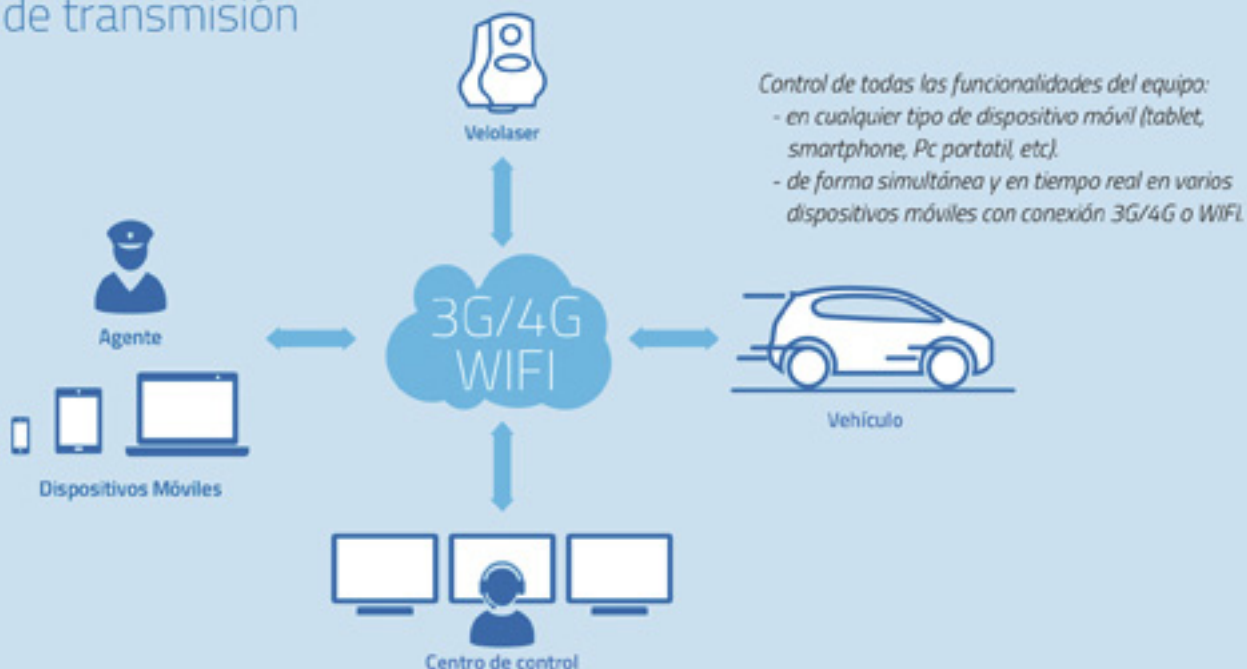 de transmisión
Velolaser
Control de todas las funcionalidades del equipo:
- en cualquier tipo de dispositivo móvil (tablet,
smartphone, Pc portatil, etc).
- de forma simultánea y en tiempo real en varios
dispositivos móviles con conexión 3G/4G o WIFI.
Agente
3G/4G
WIFI
Vehículo
Dispositivos Móviles
Centro de control